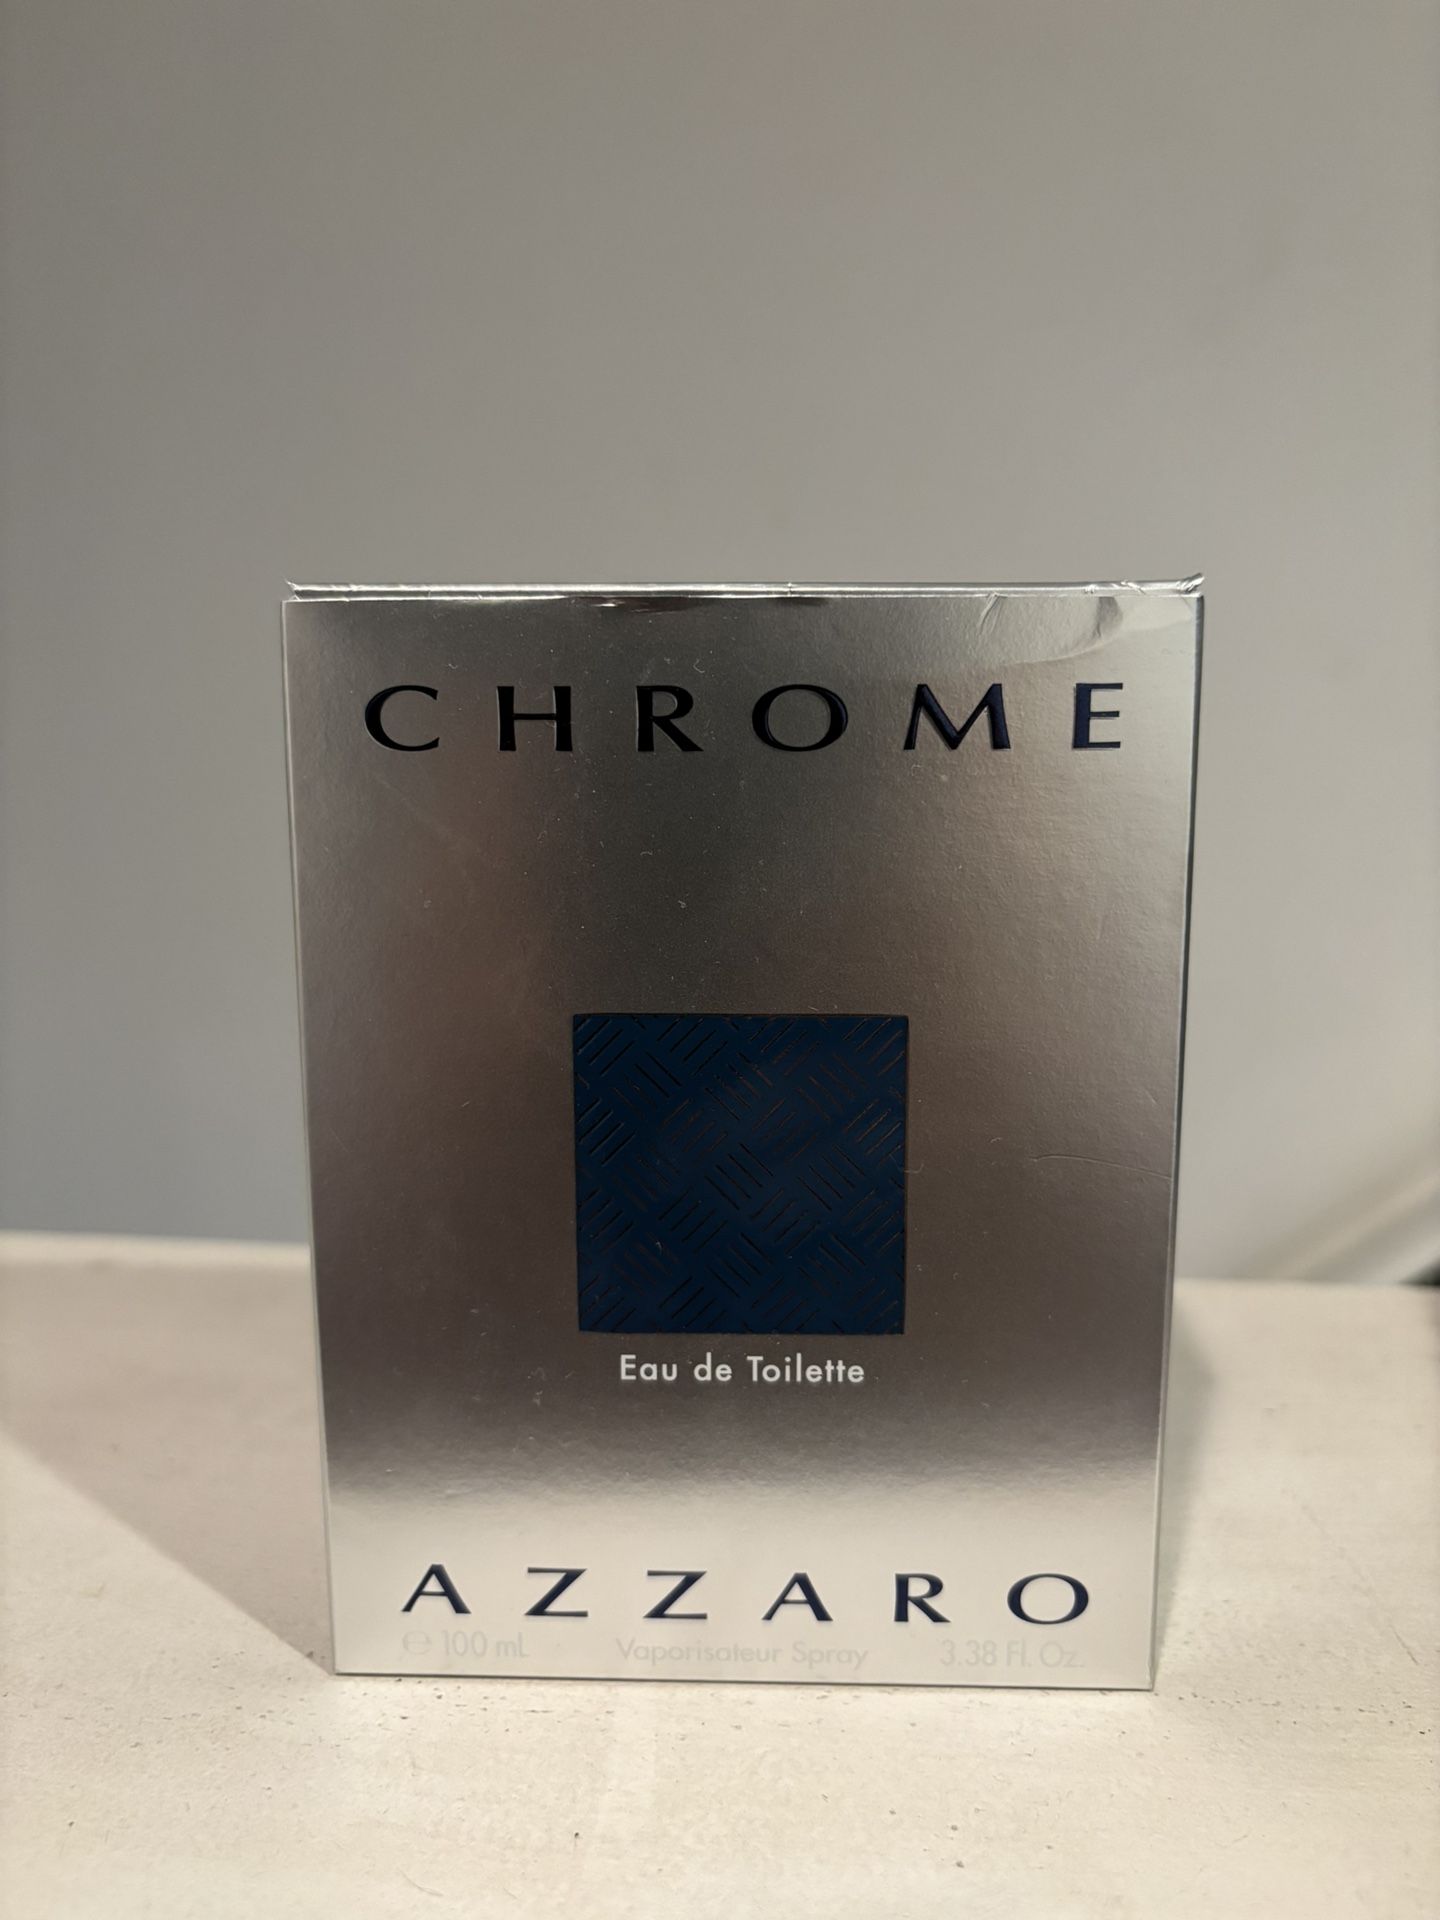 CHROME
Eau de Toilette
AZZARO
℮ 100 mL Vaporisateur Spray 3.38 Fl. Oz.